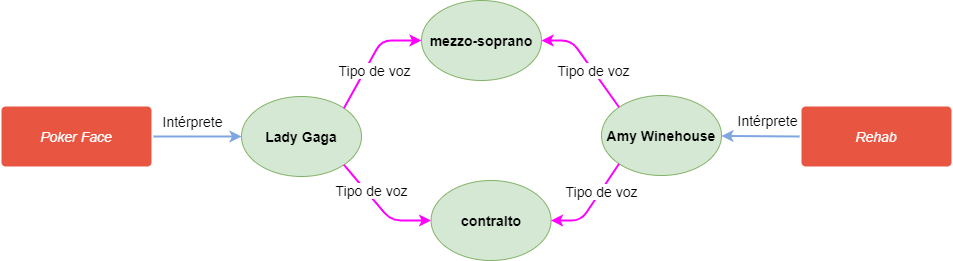 mezzo-soprano
Tipo de voz
Tipo de voz
Poker Face
Intérprete
Lady Gaga
Amy Winehouse
Intérprete
Rehab
Tipo de voz
Tipo de voz
contralto